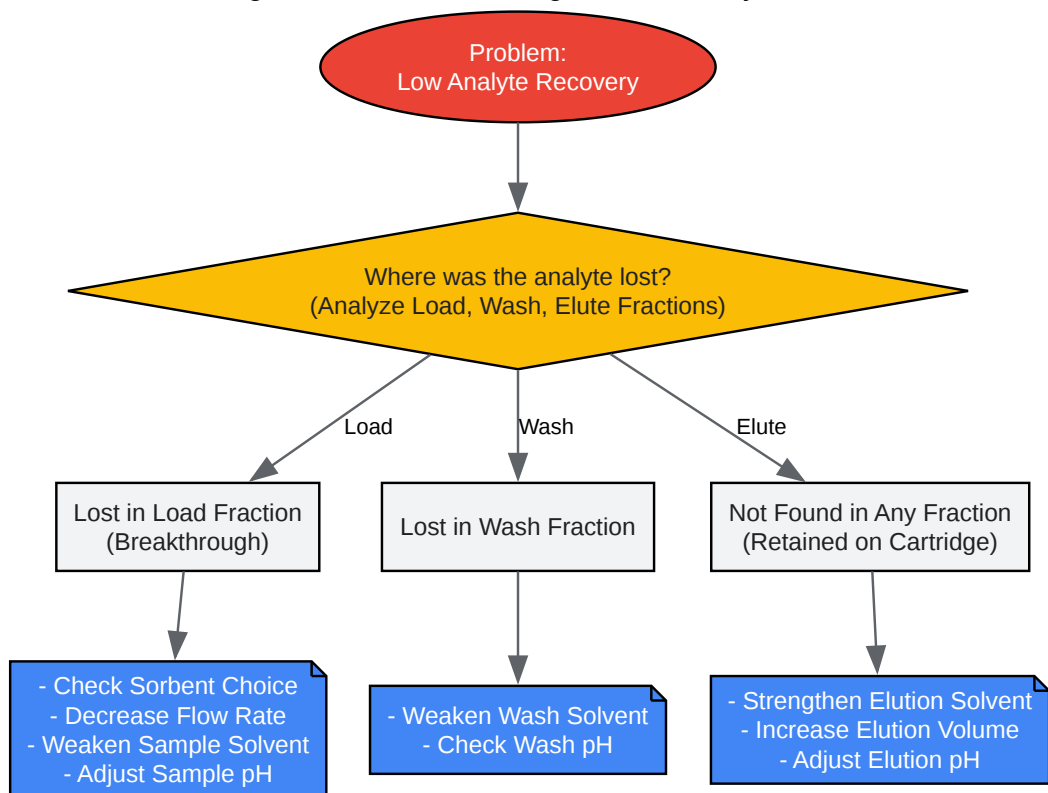 Problem:
Low Analyte Recovery
Where was the analyte lost?
(Analyze Load, Wash, Elute Fractions)
Load
Wash
Elute
Lost in Load Fraction
(Breakthrough)
Lost in Wash Fraction
Not Found in Any Fraction
(Retained on Cartridge)
- Check Sorbent Choice
- Decrease Flow Rate
- Weaken Sample Solvent
- Adjust Sample pH
- Weaken Wash Solvent
- Check Wash pH
- Strengthen Elution Solvent
- Increase Elution Volume
- Adjust Elution pH